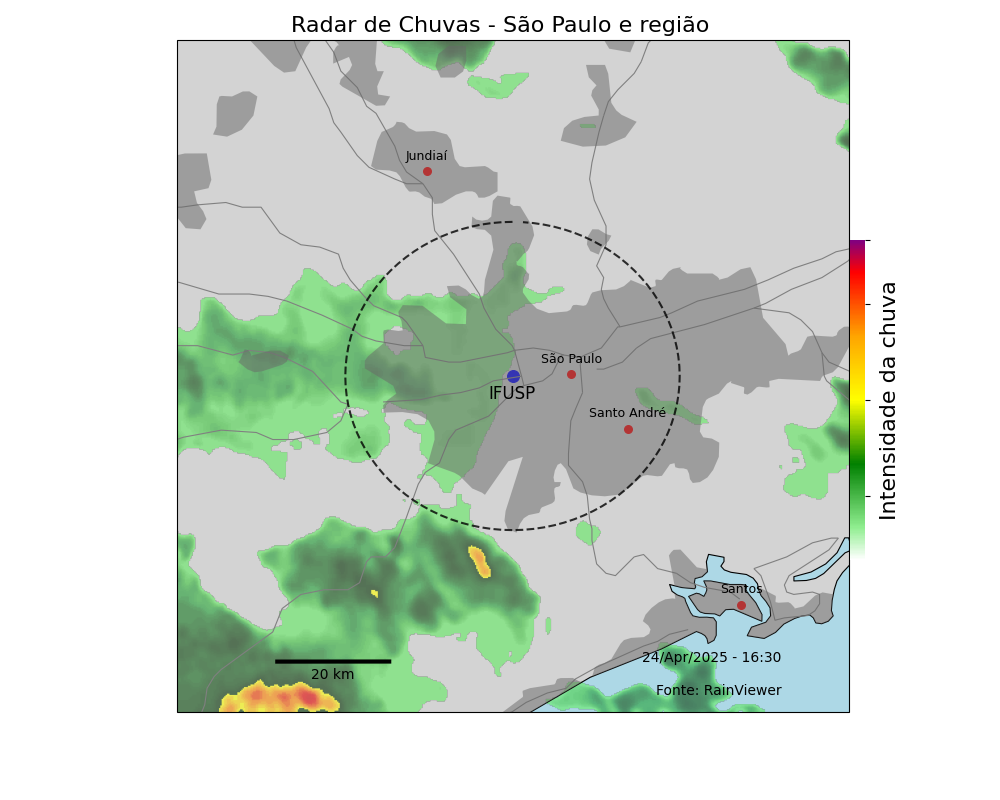 Radar de Chuvas - São Paulo e região
Jundiaí
São Paulo
IFUSP
Santo André
Intensidade da chuva
Santos
24/Apr/2025 - 16:30
20 km
Fonte: RainViewer